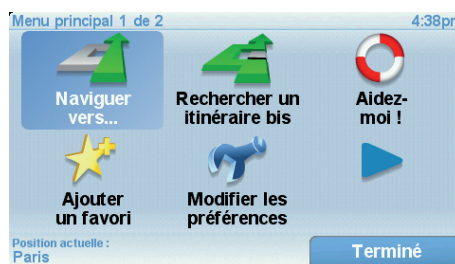 Menu principal 1 de 2
4:38pm
Naviguer
vers...
Rechercher un
itinéraire bis
Aidez-
moi !
Ajouter
un favori
Modifier les
préférences
Position actuelle :
Paris
Terminé